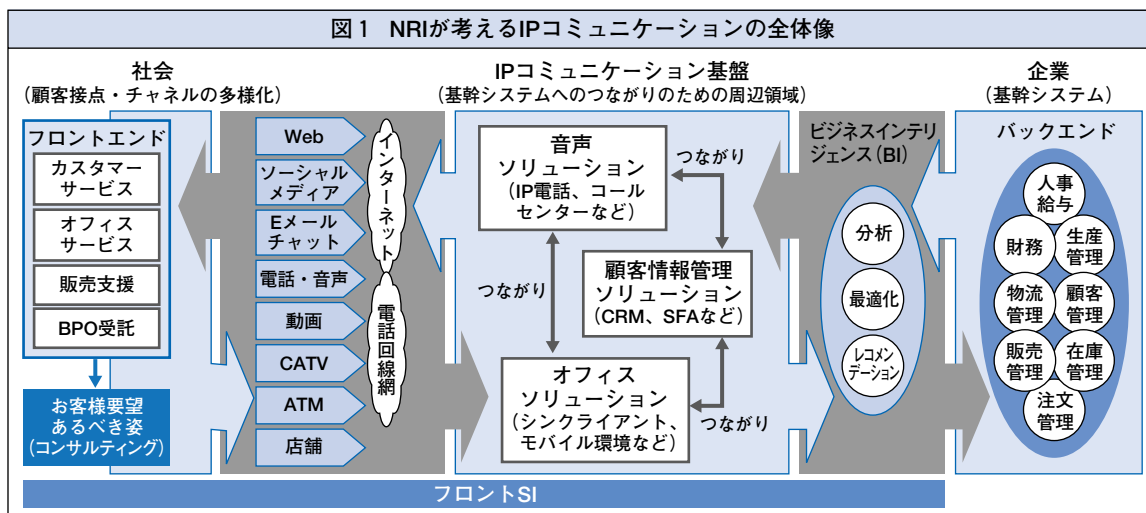 図1 NRIが考えるIPコミュニケーションの全体像
社会
(顧客接点・チャネルの多様化)
IPコミュニケーション基盤
(基幹システムへのつながりのための周辺領域)
企業
(基幹システム)
フロントエンド
カスタマー
サービス
オフィス
サービス
販売支援
BPO受託
お客様要望
あるべき姿
(コンサルティング)
Web
ソーシャル
メディア
Eメール
チャット
電話・音声
動画
CATV
ATM
店舗
インターネット
電話回線網
音声
ソリューション
(IP電話、コール
センターなど)
つながり
つながり
顧客情報管理
ソリューション
(CRM、SFAなど)
オフィス
ソリューション
(シンクライアント、
モバイル環境など)
つながり
ビジネスインテリ
ジェンス(BI)
分析
最適化
レコメン
デーション
バックエンド
人事
給与
財務
生産
管理
物流
管理
顧客
管理
販売
管理
在庫
管理
注文
管理
フロントSI